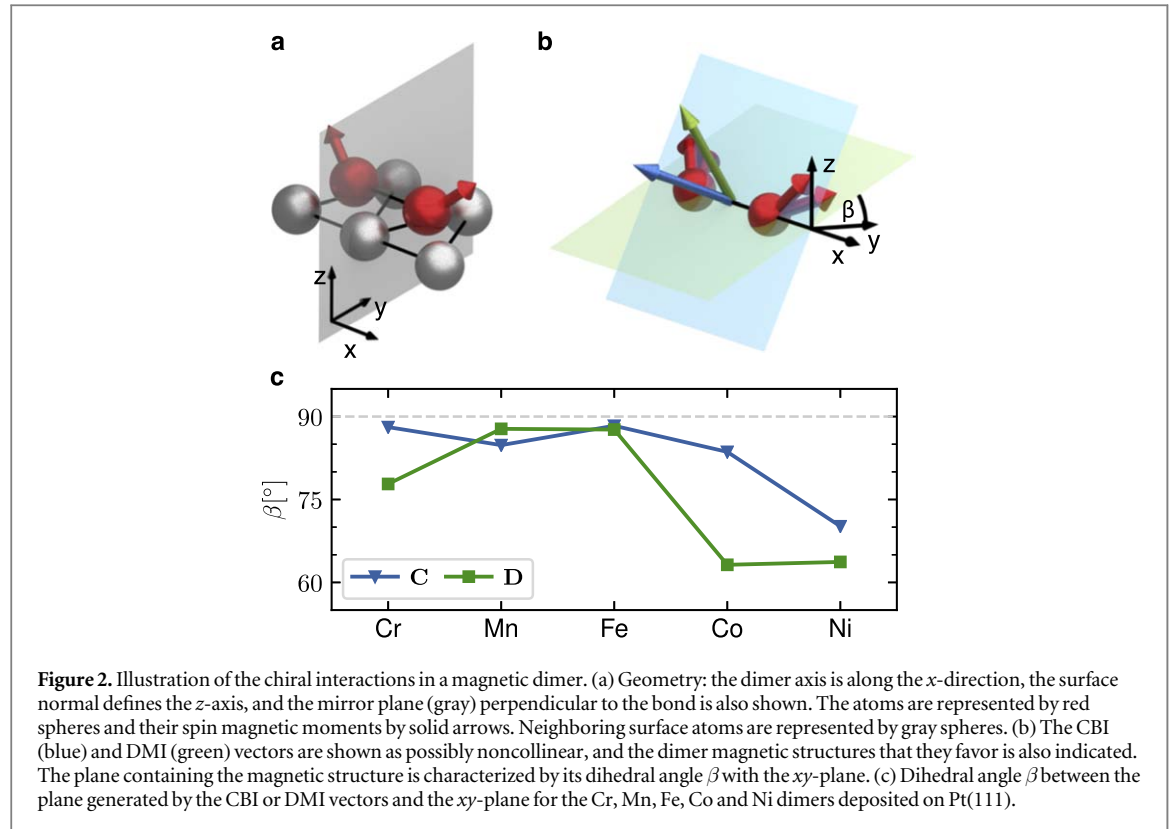 a
b
z
y
x
z
β
y
x
c
90
75
60
β[°]
C D
Cr Mn Fe Co Ni
Figure 2. Illustration of the chiral interactions in a magnetic dimer. (a) Geometry: the dimer axis is along the x-direction, the surface
normal defines the z-axis, and the mirror plane (gray) perpendicular to the bond is also shown. The atoms are represented by red
spheres and their spin magnetic moments by solid arrows. Neighboring surface atoms are represented by gray spheres. (b) The CBI
(blue) and DMI (green) vectors are shown as possibly noncollinear, and the dimer magnetic structures that they favor is also indicated.
The plane containing the magnetic structure is characterized by its dihedral angle β with the xy-plane. (c) Dihedral angle β between the
plane generated by the CBI or DMI vectors and the xy-plane for the Cr, Mn, Fe, Co and Ni dimers deposited on Pt(111).